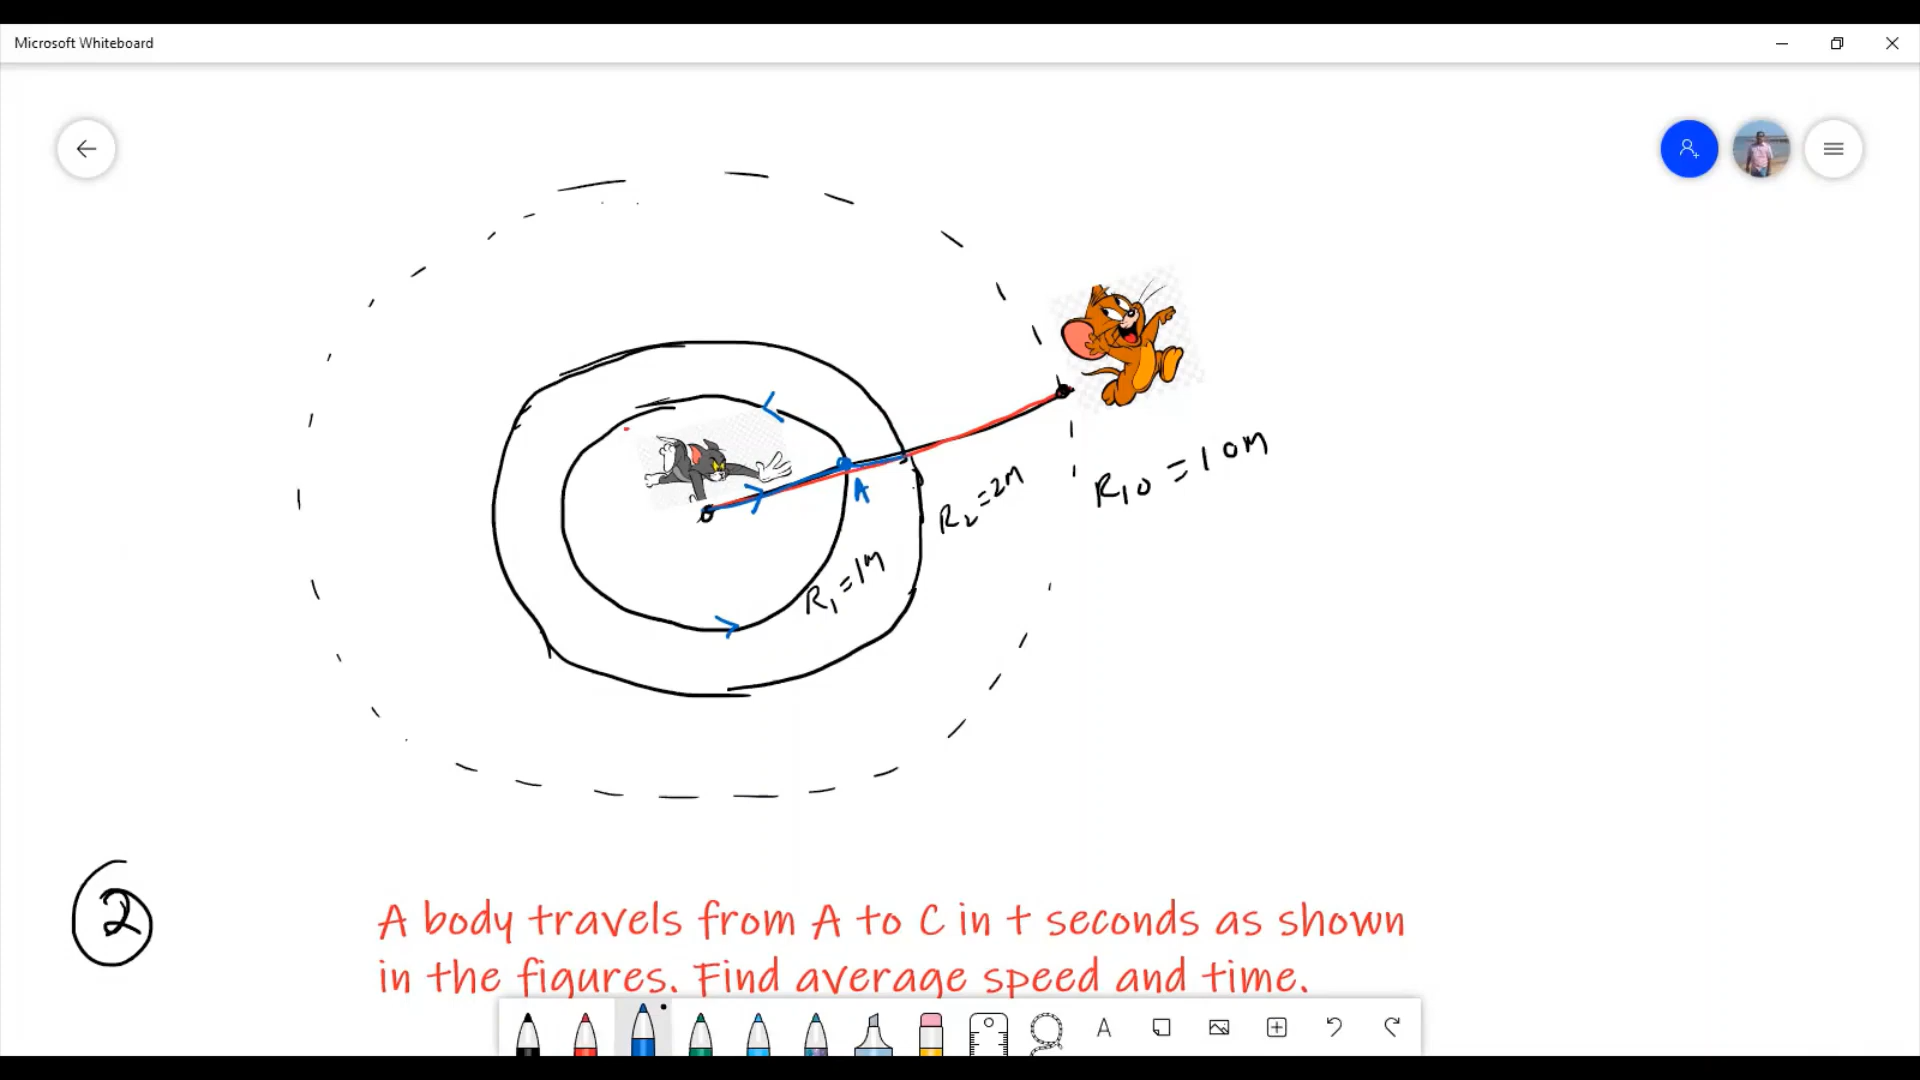 Microsoft Whiteboard
A
R₂=2M
R₁₀=10M
R₁=1M
2
A body travels from A to C in t seconds as shown
in the figures. Find average speed and time.
A